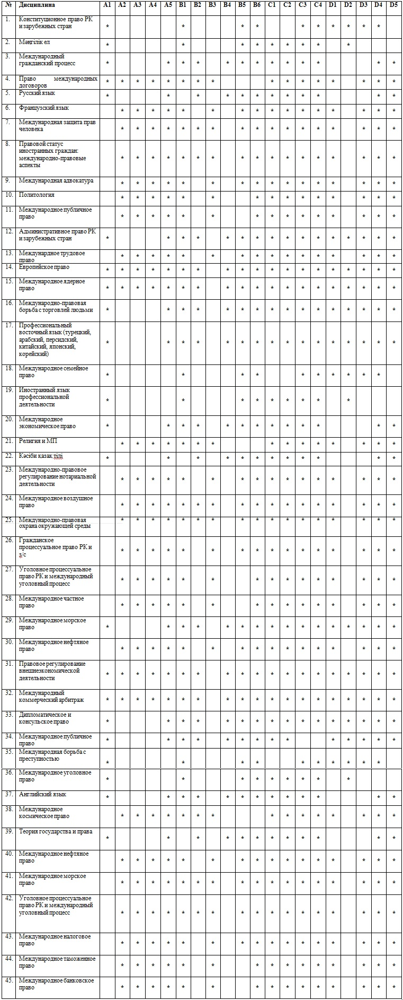 № Дисциплина A1 A2 A3 A4 A5 B1 B2 B3 B4 B5 B6 C1 C2 C3 C4 D1 D2 D3 D4 D5
1. Конституционное право РК
и зарубежных стран * * * * * * * * * *
2. Мәңгілік ел * * * * * * * * *
3. Международный
гражданский процесс * * * * * * * * * * * * *
4. Право международных
договоров * * * * * * * * * * * * * * * *
5. Русский язык * * * * * * * * * * * *
6. Французский язык * * * * * * * * * * * * * * * *
7. Международная защита прав
человека * * * * * * * * * * * * * * * * *
8. Правовой статус
иностранных граждан:
международно-правовые
аспекты * * * * * * * * * * * * * * * * *
9. Международная адвокатура * * * * * * * * * * * * * * * *
10. Политология * * * * * * * * * * * * * * *
11. Международное публичное
право * * * * * * * * * * * * * * *
12. Административное право РК
и зарубежных стран * * * * * * * * * * * * * * * *
13. Междунардное трудовое
право * * * * * * * * * * * * * * * *
14. Европейское право * * * * * * * * * * * * * * * * * * *
15. Международное ядерное
право * * * * * * * * * * * * * * * * * * *
16. Международно-правовая
борьба с торговлей людьми * * * * * * * * * * * * * * * *
17. Профессиональный
восточный язык (турецкий,
арабский, персидский,
китайский, японский,
корейский) * * * * * * * * * * * * * * * *
18. Международное семейное
право * * * * * * * * * *
19. Иностранный язык
профессиональной
деятельности * * * * * * * * *
20. Международное
экономическое право * * * * * * * * * * * * *
21. Религия и МП * * * * * * * * * * * * * * *
22. Кәсіби қазақ тілі * * * * * * * * * * * *
23. Международно-правовое
регулирование нотариальной
деятельности * * * * * * * * * * * * * * * *
24. Международное воздушное
право * * * * * * * * * * * * * * * * *
25. Международно-правовая * * * * * * * * * * * * * * * * *
охрана окружающей среды
26. Гражданское
процессуальное право РК и
з/с * * * * * * * * * * * * * * * *
27. Уголовное процессуальное
право РК и международный
уголовный процесс * * * * * * * * * * * * * * *
28. Международное частное
право * * * * * * * * * * * * * * *
29. Международное морское
право * * * * * * * * * * * * * * * *
30. Международное нефтяное
право * * * * * * * * * * * * * * * *
31. Правовое регулирование
внешнеэкономической
деятельности * * * * * * * * * * * * * * * * * * *
32. Международный
коммерческий арбитраж * * * * * * * * * * * * * * * * * * *
33. Дипломатическое и
консульское право * * * * * * * * * * * * * * * *
34. Международное публичное
право * * * * * * * * * * * * * *
35. Международная борьба с
преступностью * * * * * * * * * *
36. Международное уголовное
право * * * * * * * * *
37. Английский язык * * * * * * * * * * * * *
38. Международное
космическое право * * * * * * * * * * * * * * *
39. Теория государства и права * * * * * * * * * * * *
40. Международное нефтяное
право * * * * * * * * * * * * * * * *
41. Международное морское
право * * * * * * * * * * * * * * * * *
42. Уголовное процессуальное
право РК и международный
уголовный процесс * * * * * * * * * * * * * * * * *
43. Международное налоговое
право * * * * * * * * * * * * * * * *
44. Международное таможенное
право * * * * * * * * * * * * * * *
45. Международное банковское
право * * * * * * * * * * * * * * *